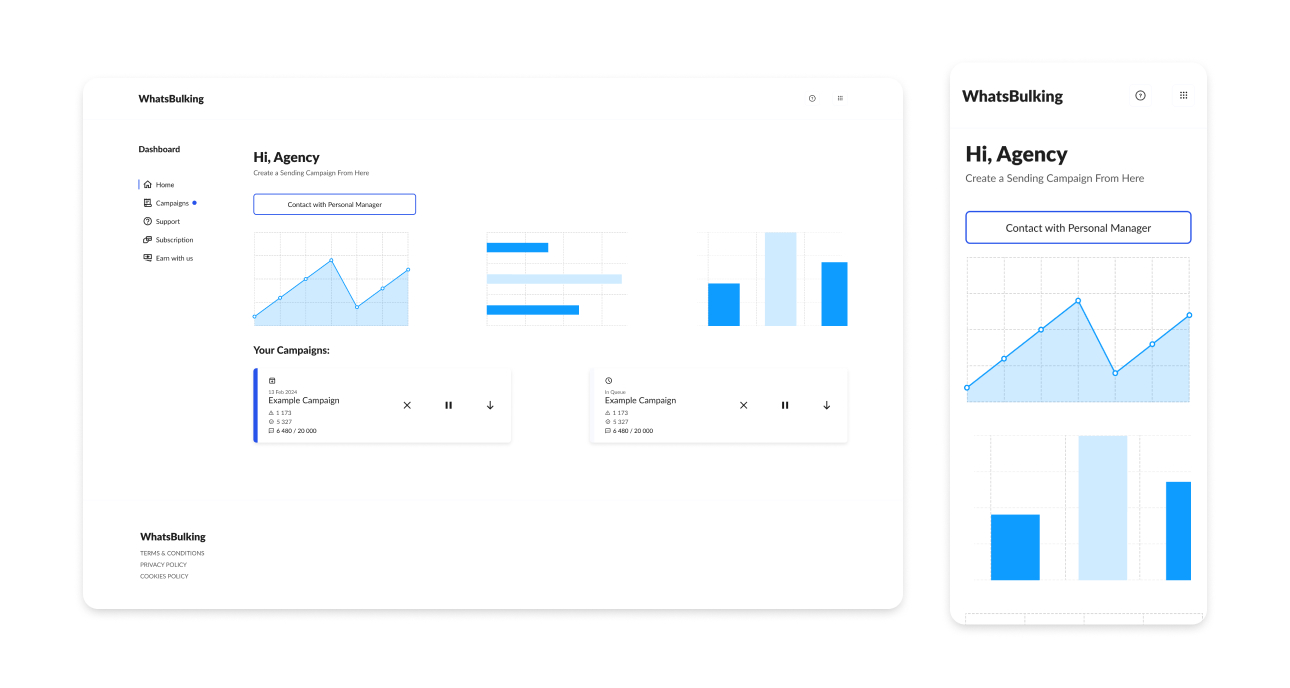 WhatsBulking
Dashboard
Home
Campaigns
Support
Subscription
Earn with us
Hi, Agency
Create a Sending Campaign From Here
Contact with Personal Manager
Your Campaigns:
13 Feb 2024
Example Campaign
1 173
5 327
6 480 / 20 000
In Queue
Example Campaign
1 173
5 327
6 480 / 20 000
WhatsBulking
TERMS & CONDITIONS
PRIVACY POLICY
COOKIES POLICY
WhatsBulking
Hi, Agency
Create a Sending Campaign From Here
Contact with Personal Manager